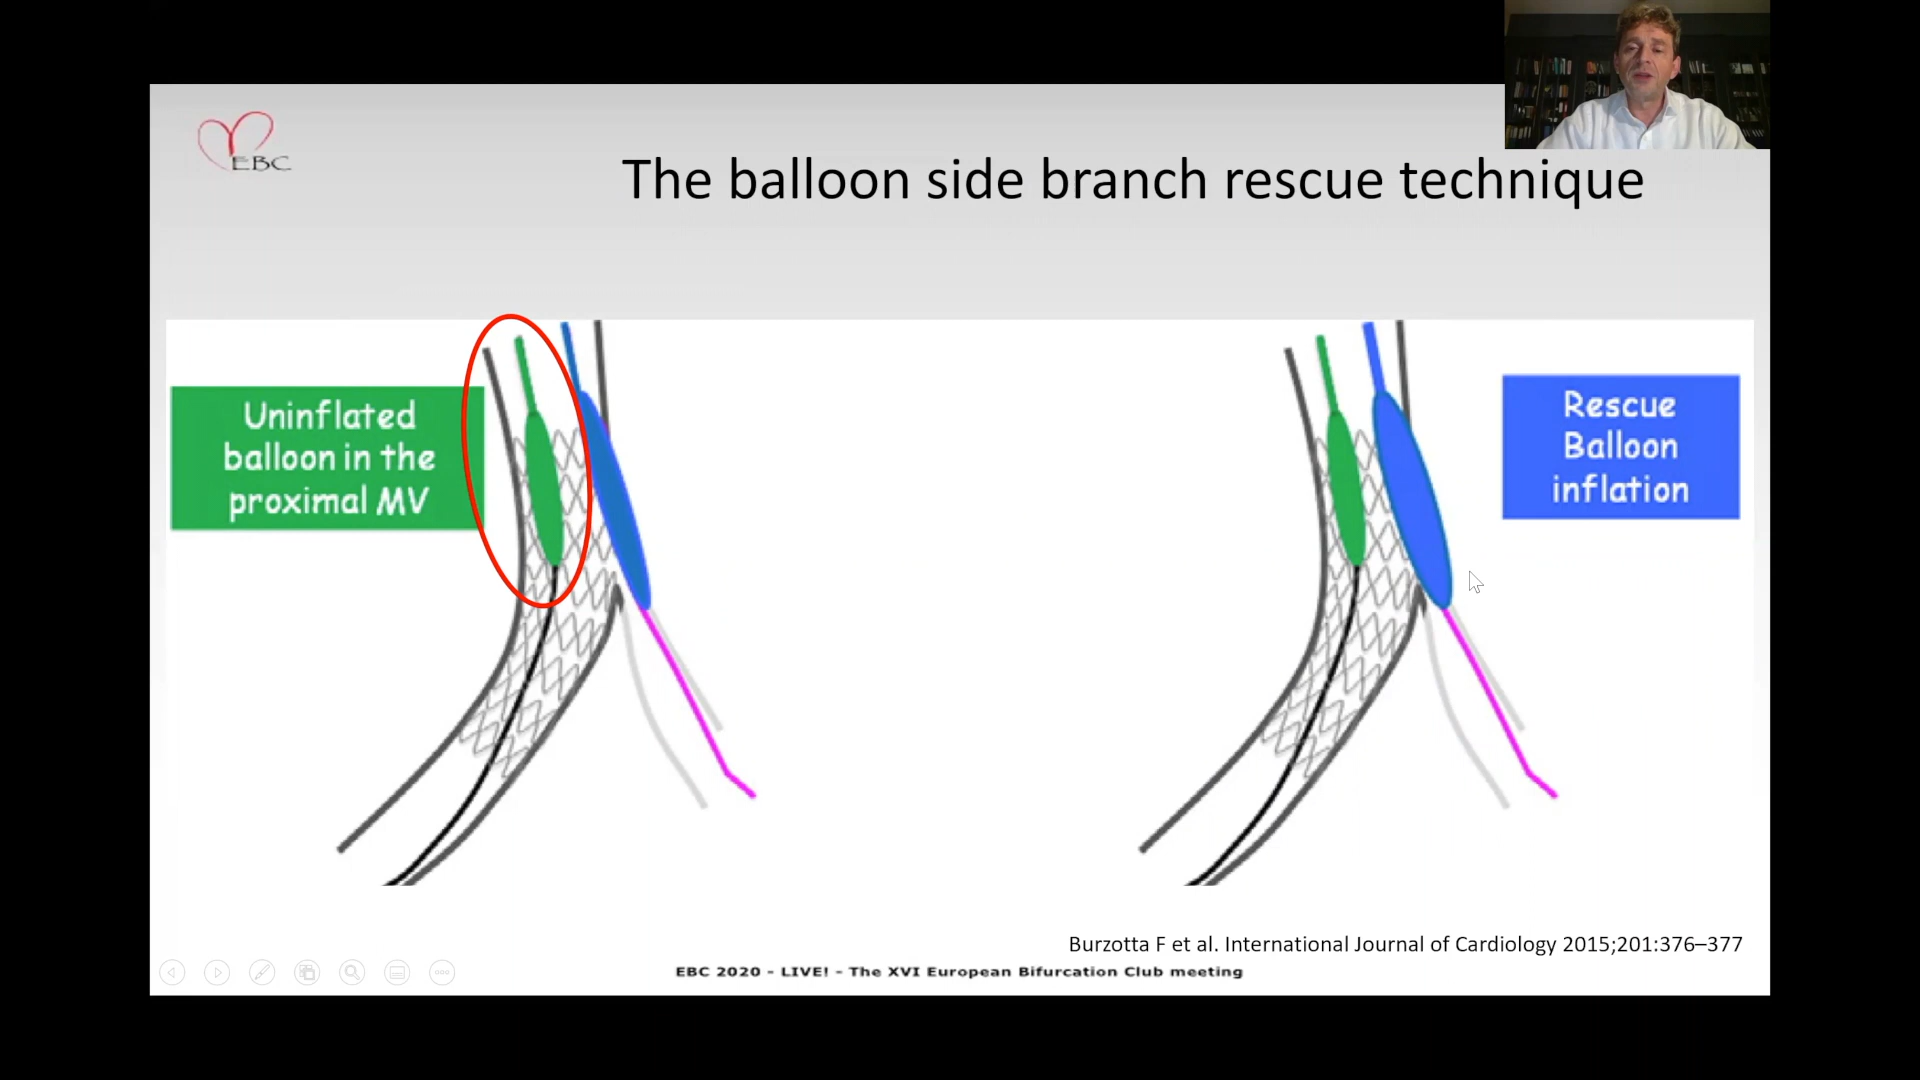 EBC
The balloon side branch rescue technique
Uninflated
balloon in the
proximal MV
Rescue
Balloon
inflation
Burzotta F et al. International Journal of Cardiology 2015;201:376–377
EBC 2020 - LIVE! - The XVI European Bifurcation Club meeting